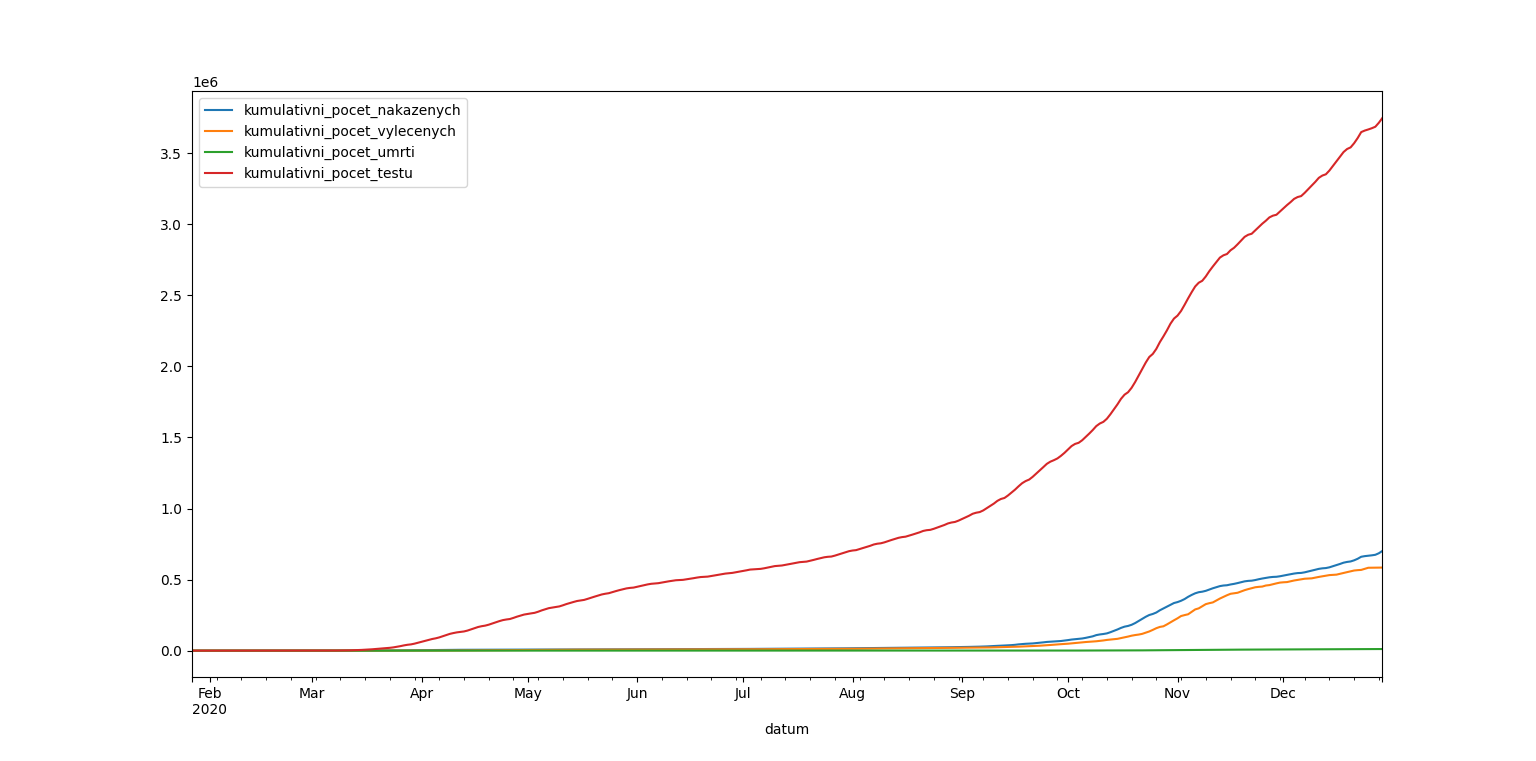 1e6
kumulativni_pocet_nakazenych
kumulativni_pocet_vylecenych
kumulativni_pocet_umrti
kumulativni_pocet_testu
3.5
3.0
2.5
2.0
1.5
1.0
0.5
0.0
Feb Mar Apr May Jun Jul Aug Sep Oct Nov Dec
2020
datum